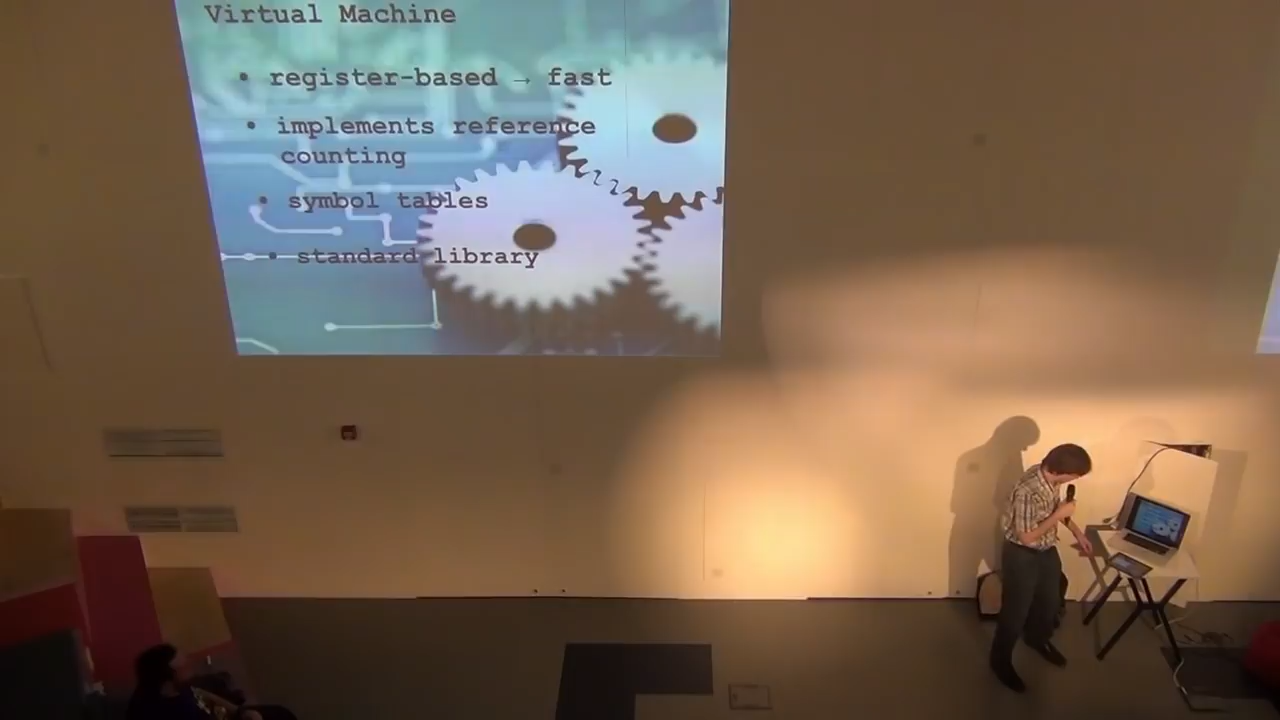 Virtual Machine
• register-based → fast
• implements reference
counting
• symbol tables
• standard library